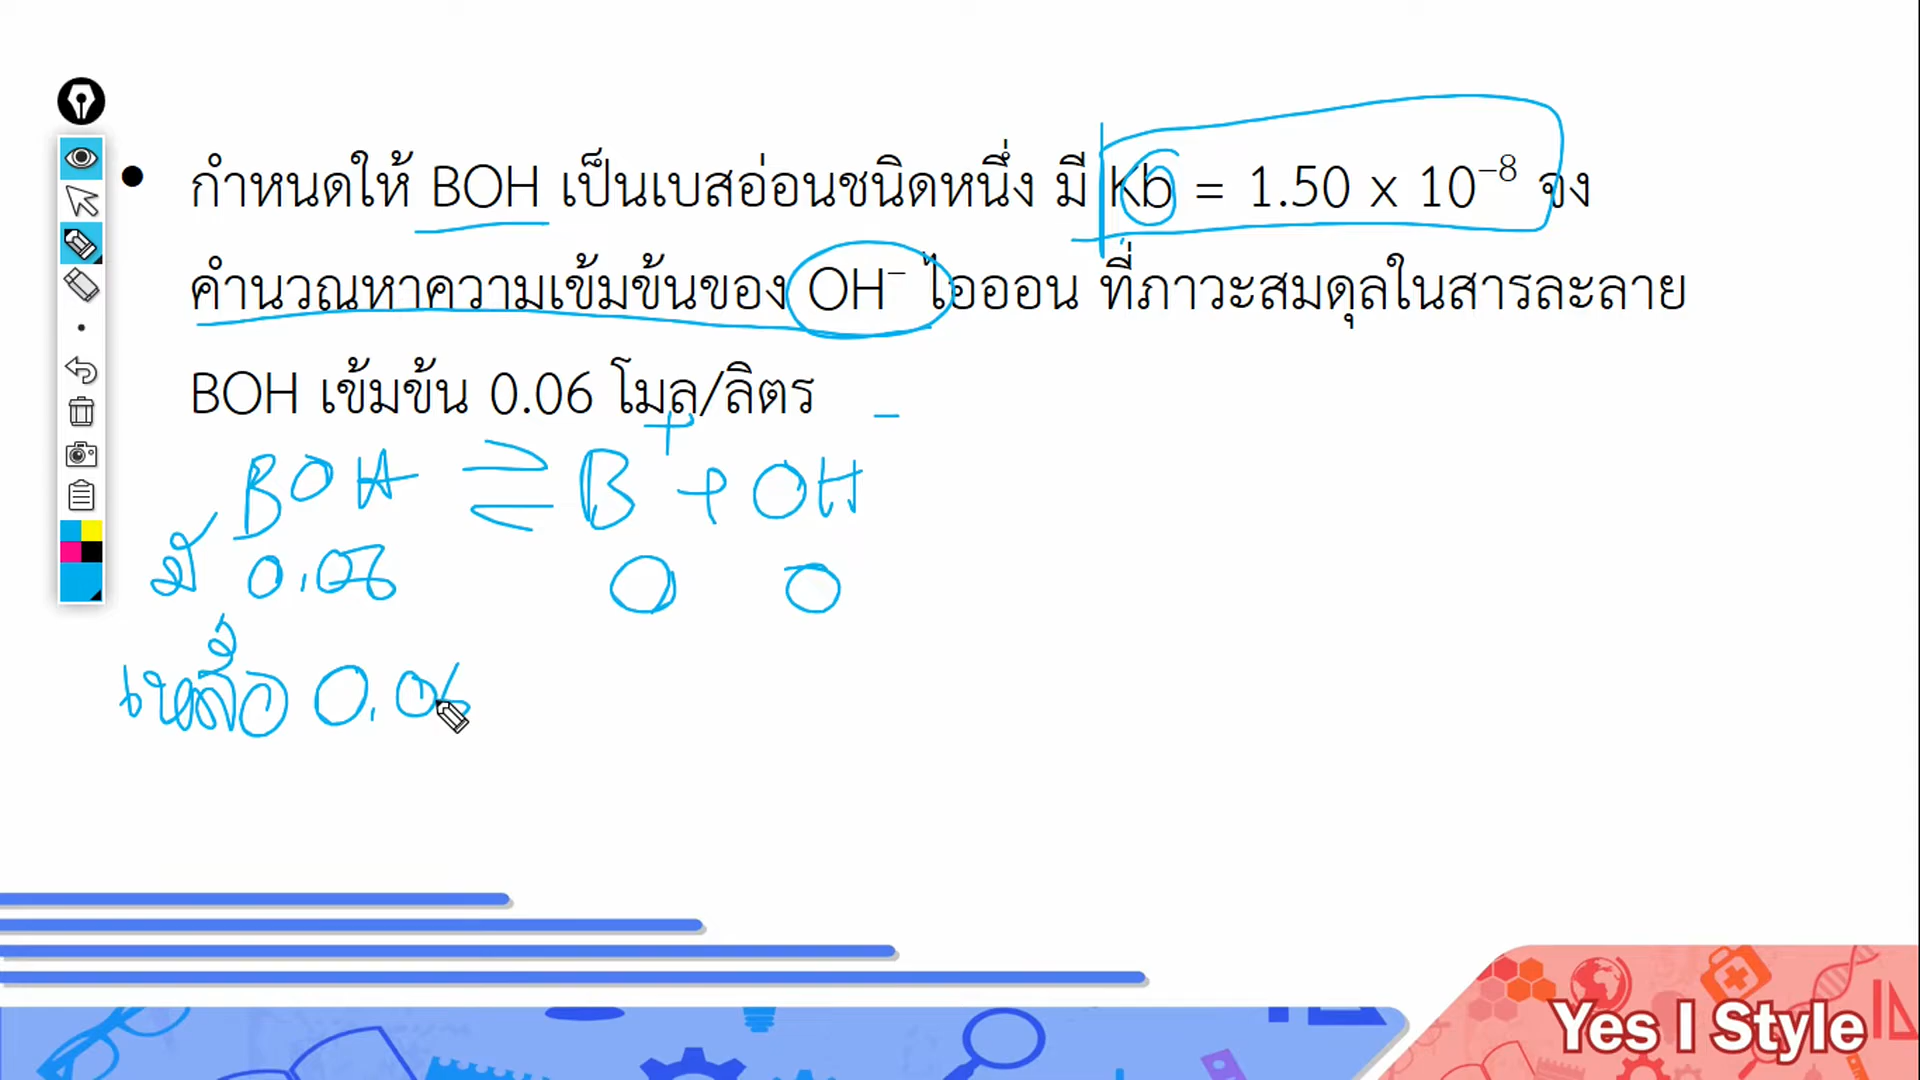 กำหนดให้ BOH เป็นเบสอ่อนชนิดหนึ่ง มี Kb = 1.50 x 10⁻⁸ จง
คำนวณหาความเข้มข้นของ OH⁻ ไอออน ที่ภาวะสมดุลในสารละลาย
BOH เข้มข้น 0.06 โมล/ลิตร
BOH ⇌ B⁺ + OH⁻
มี 0.06 0 0
เหลือ 0.06
Yes I Style